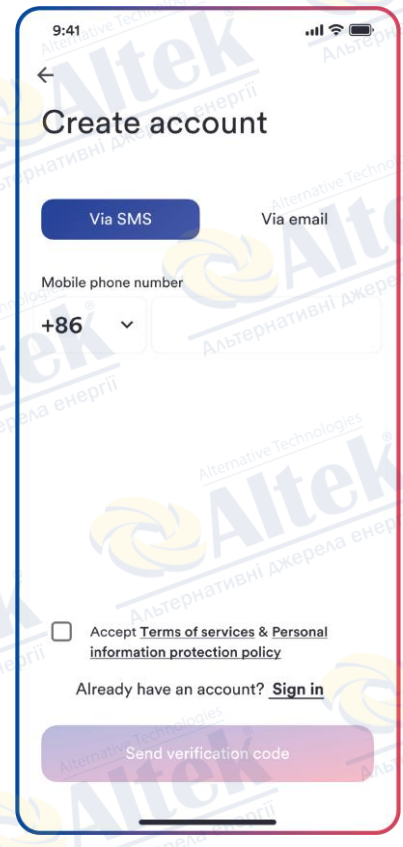 9:41
Create account
Via SMS
Via email
Mobile phone number
+86
Accept Terms of services & Personal
information protection policy
Already have an account? Sign in
Send verification code
Alternative Technologies
Altek
Альтернативні джерела енергії